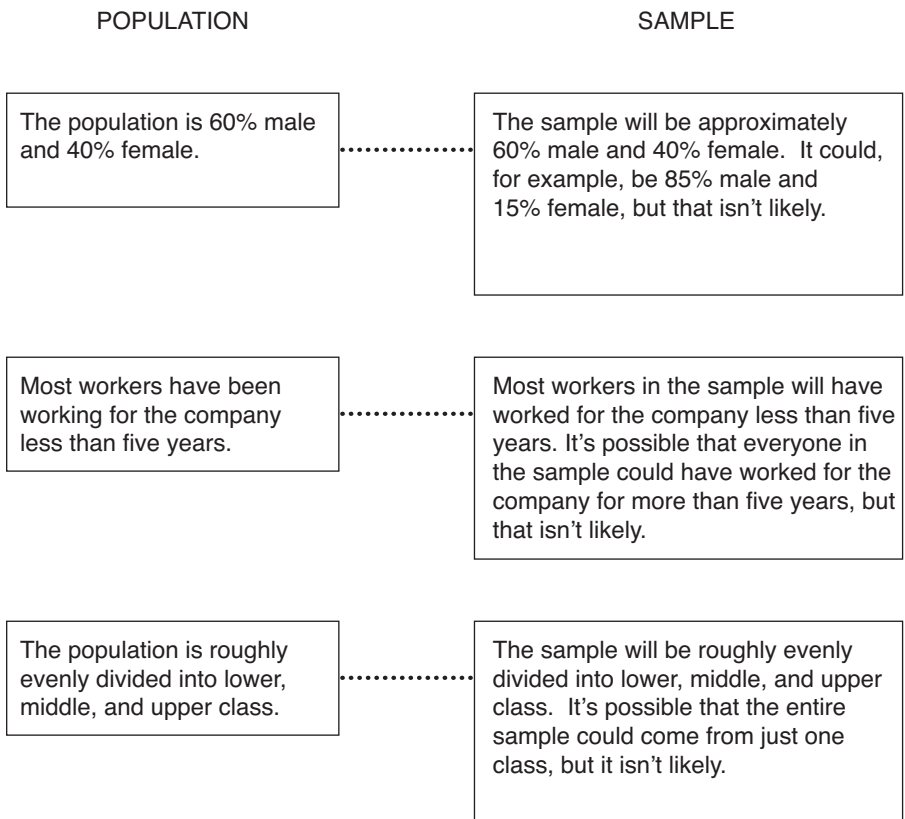 POPULATION
SAMPLE
The population is 60% male
and 40% female.
The sample will be approximately
60% male and 40% female.  It could,
for example, be 85% male and
15% female, but that isn't likely.
Most workers have been
working for the company
less than five years.
Most workers in the sample will have
worked for the company less than five
years. It's possible that everyone in
the sample could have worked for the
company for more than five years, but
that isn't likely.
The population is roughly
evenly divided into lower,
middle, and upper class.
The sample will be roughly evenly
divided into lower, middle, and upper
class.  It's possible that the entire
sample could come from just one
class, but it isn't likely.